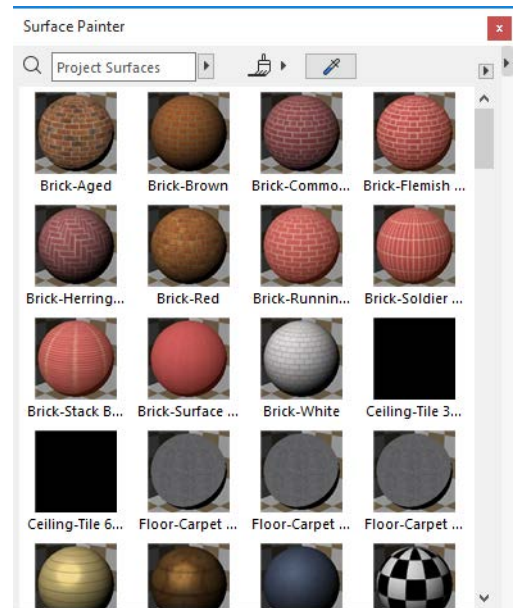 Surface Painter
x
Project Surfaces
Brick-Aged
Brick-Brown
Brick-Commo...
Brick-Flemish ...
Brick-Herring...
Brick-Red
Brick-Runnin...
Brick-Soldier ...
Brick-Stack B...
Brick-Surface ...
Brick-White
Ceiling-Tile 3...
Ceiling-Tile 6...
Floor-Carpet ...
Floor-Carpet ...
Floor-Carpet ...